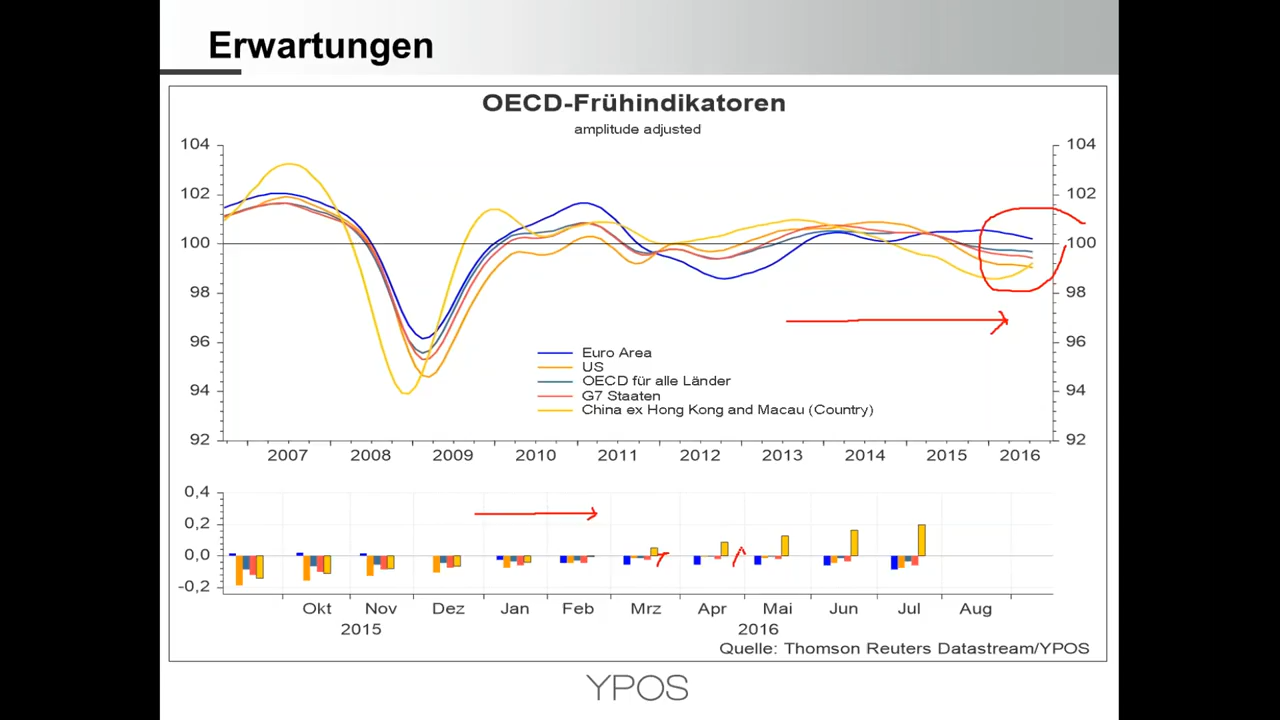 Erwartungen
OECD-Frühindikatoren
amplitude adjusted
104 104
102 102
100 100
98 98
96 96
94 94
92 92
Euro Area
US
OECD für alle Länder
G7 Staaten
China ex Hong Kong and Macau (Country)
2007 2008 2009 2010 2011 2012 2013 2014 2015 2016
0,4
0,2
0,0
-0,2
Okt Nov Dez Jan Feb Mrz Apr Mai Jun Jul Aug
2015 2016
Quelle: Thomson Reuters Datastream/YPOS
YPOS